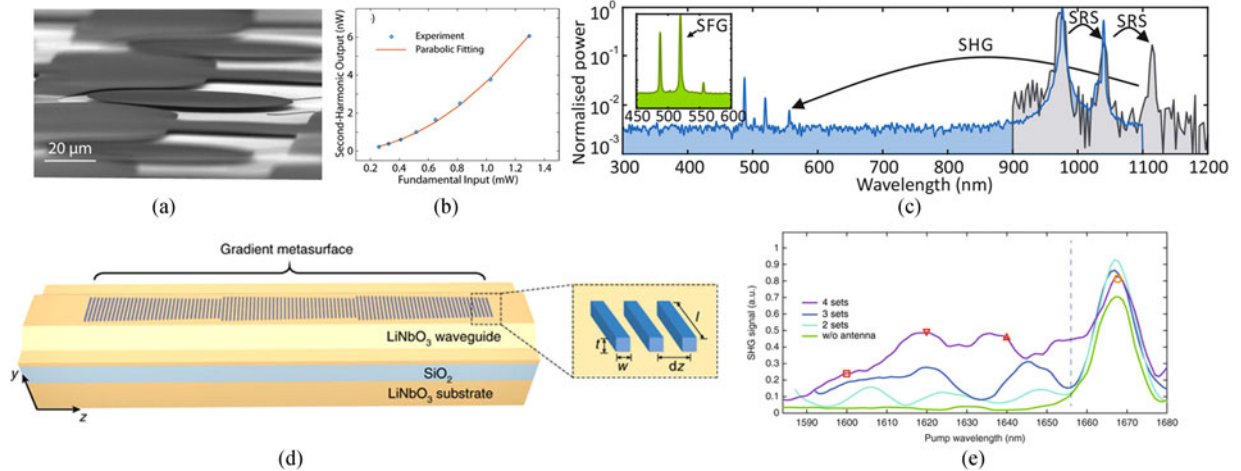 20 μm
(a)
)
Experiment
Parabolic Fitting
Second-Harmonic Output (nW)
6
4
2
0
0.2 0.4 0.6 0.8 1.0 1.2 1.4
Fundamental Input (mW)
(b)
Normalised power
10⁰
10⁻²
10⁻³
SFG
450 500 550 600
SHG
SRS
SRS
300 400 500 600 700 800 900 1000 1100 1200
Wavelength (nm)
(c)
Gradient metasurface
LiNbO₃ waveguide
SiO₂
LiNbO₃ substrate
y
z
l
t
w
dz
(d)
SHG signal (a.u.)
1
0.9
0.8
0.7
0.6
0.5
0.4
0.3
0.2
0.1
0
4 sets
3 sets
2 sets
w/o antenna
1590 1600 1610 1620 1630 1640 1650 1660 1670 1680
Pump wavelength (nm)
(e)